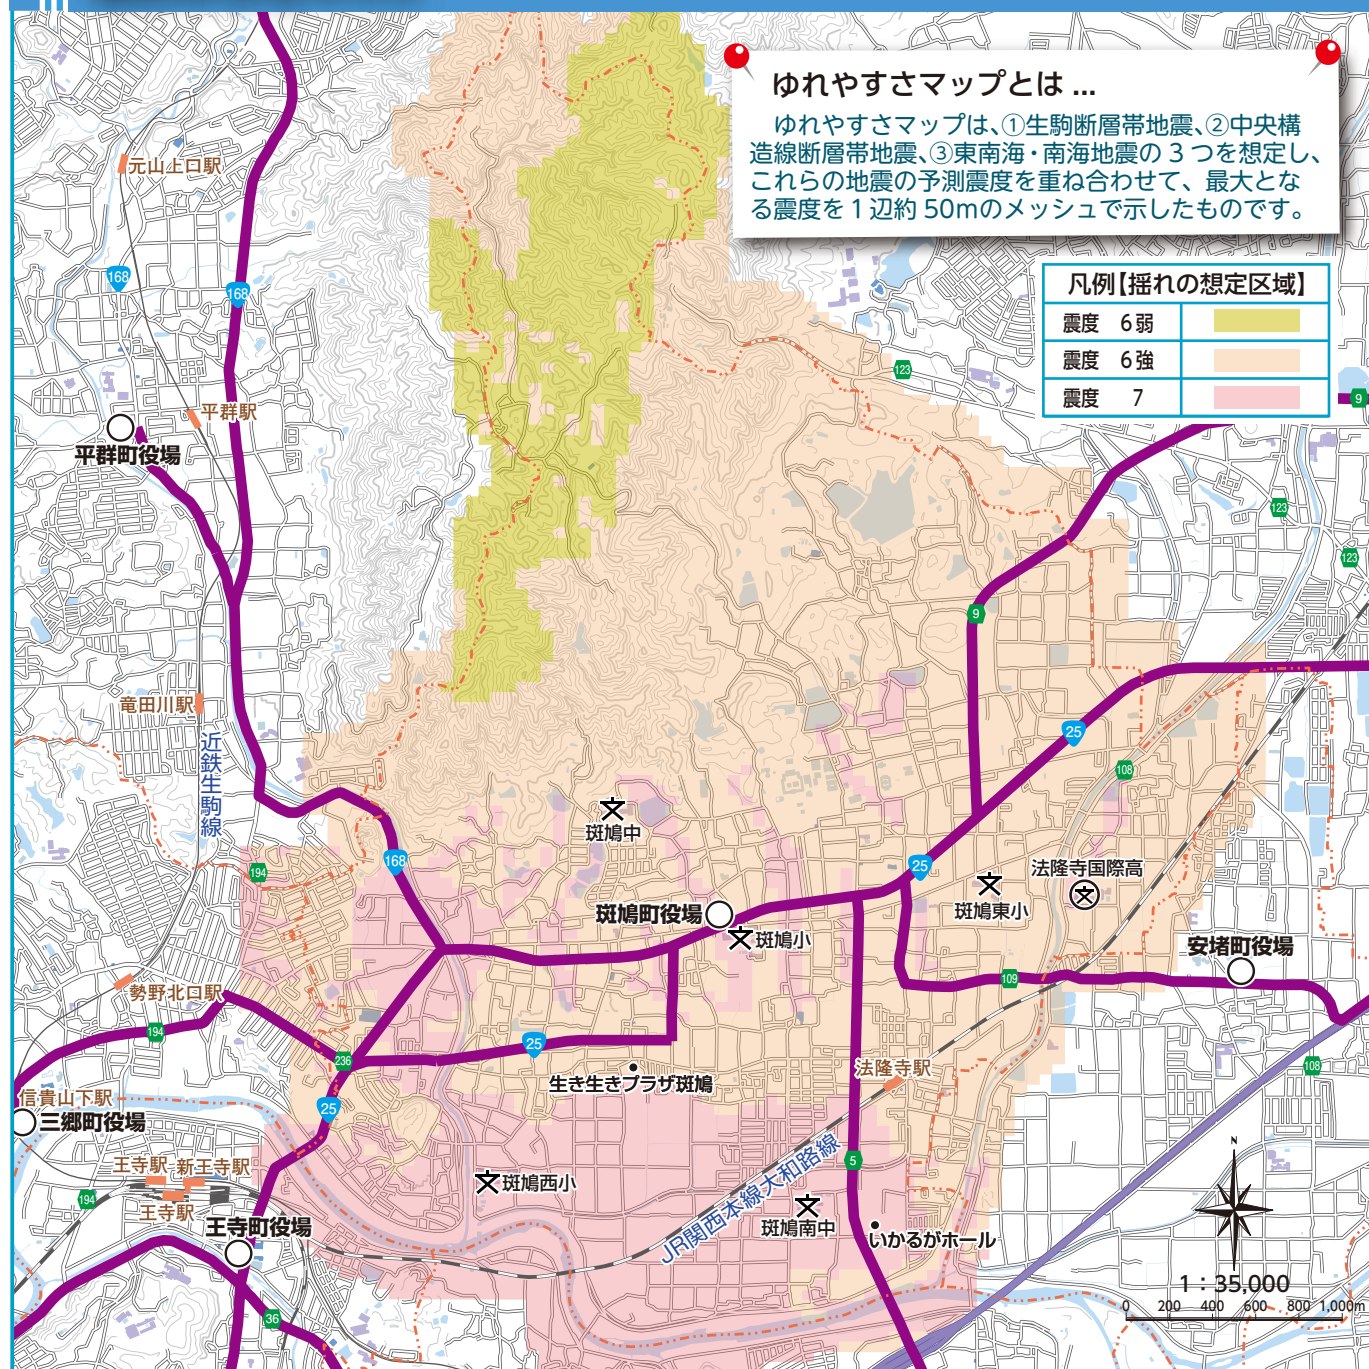 ゆれやすさマップとは ...
ゆれやすさマップは、①生駒断層帯地震、②中央構
造線断層帯地震、③東南海・南海地震の 3 つを想定し、
これらの地震の予測震度を重ね合わせて、最大とな
る震度を 1 辺約 50mのメッシュで示したものです。
凡例【揺れの想定区域】
震度 6弱
震度 6強
震度 7
元山上口駅
168
168
123
9
平群駅
平群町役場
123
123
9
竜田川駅
近鉄生駒線
25
108
斑鳩中
168
194
25
法隆寺国際高
斑鳩東小
斑鳩町役場
斑鳩小
安堵町役場
勢野北口駅
109
194
236
25
生き生きプラザ斑鳩
法隆寺駅
108
信貴山下駅
三郷町役場
25
王寺駅 新王寺駅
194
王寺駅
斑鳩西小
JR関西本線大和路線
5
斑鳩南中
王寺町役場
いかるがホール
36
N
1：35,000
0 200 400 600 800 1,000m